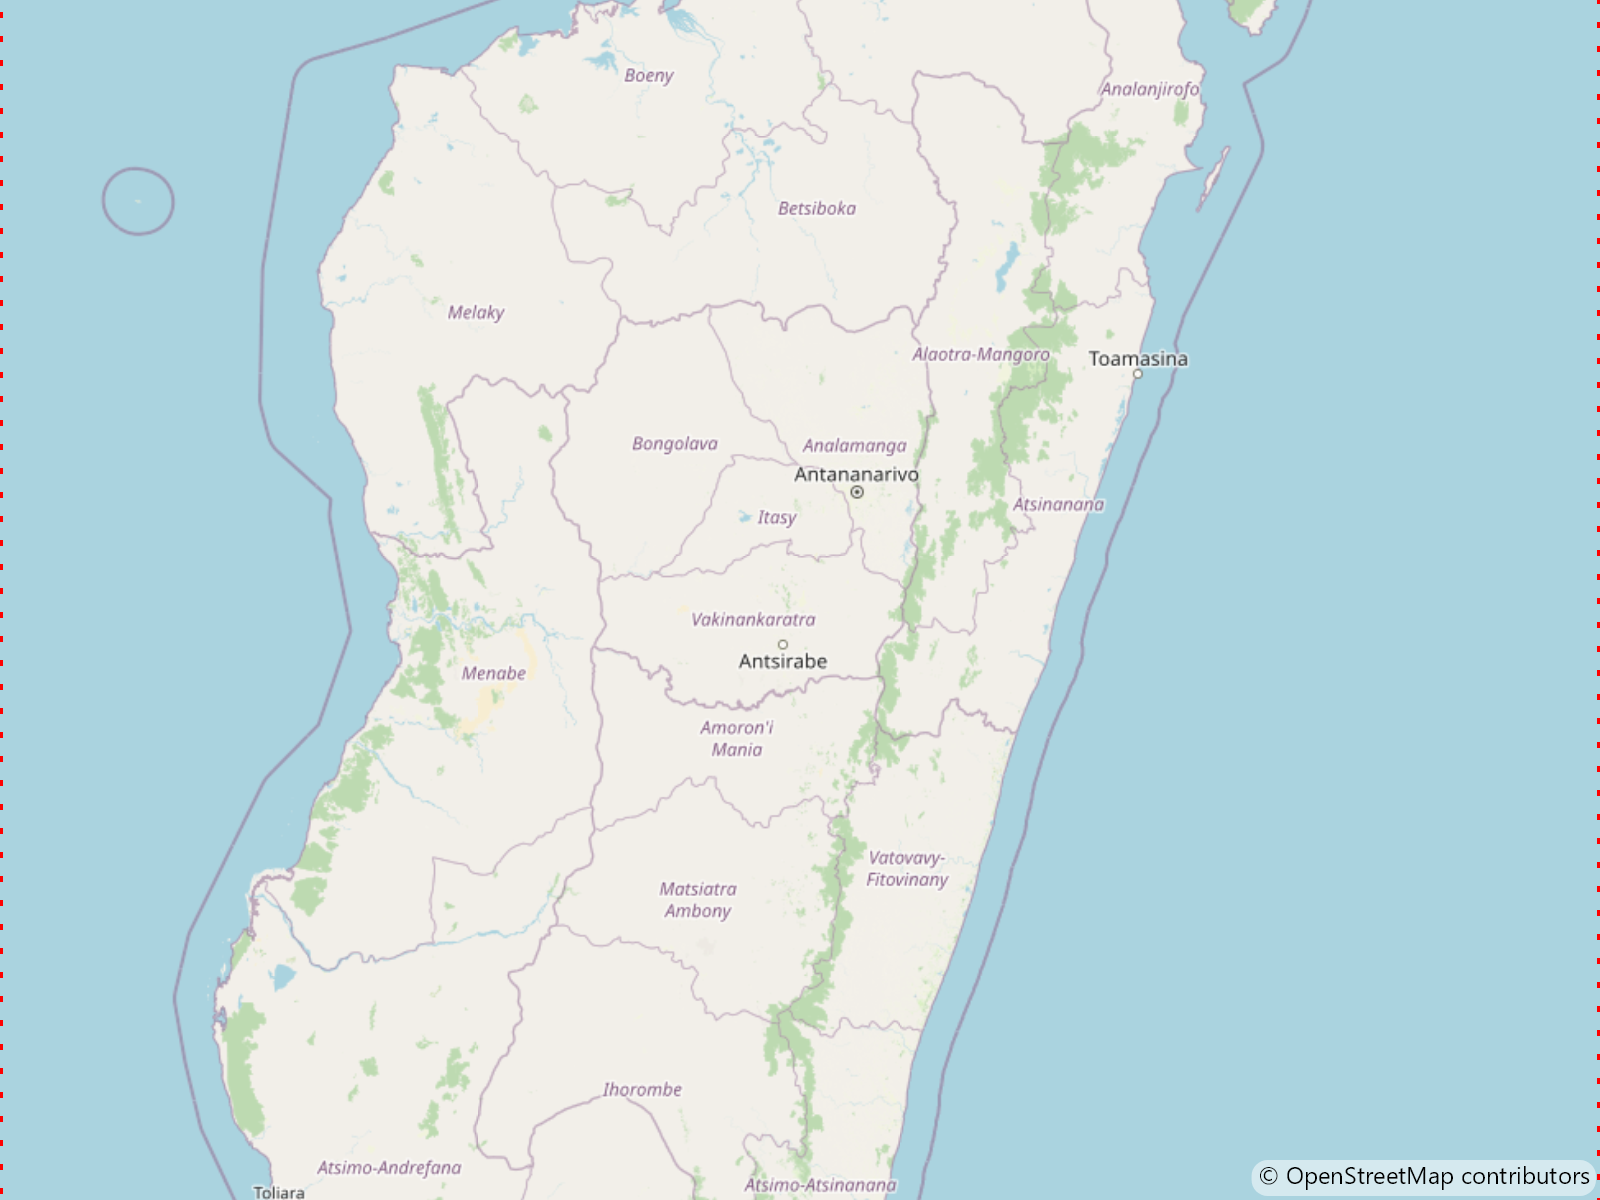 Boeny
Analanjirofo
Betsiboka
Melaky
Alaotra-Mangoro
Toamasina
Bongolava
Analamanga
Antananarivo
Itasy
Atsinanana
Vakinankaratra
Antsirabe
Menabe
Amoron'i
Mania
Vatovavy-
Fitovinany
Matsiatra
Ambony
Ihorombe
Atsimo-Andrefana
Atsimo-Atsinanana
Toliara
© OpenStreetMap contributors